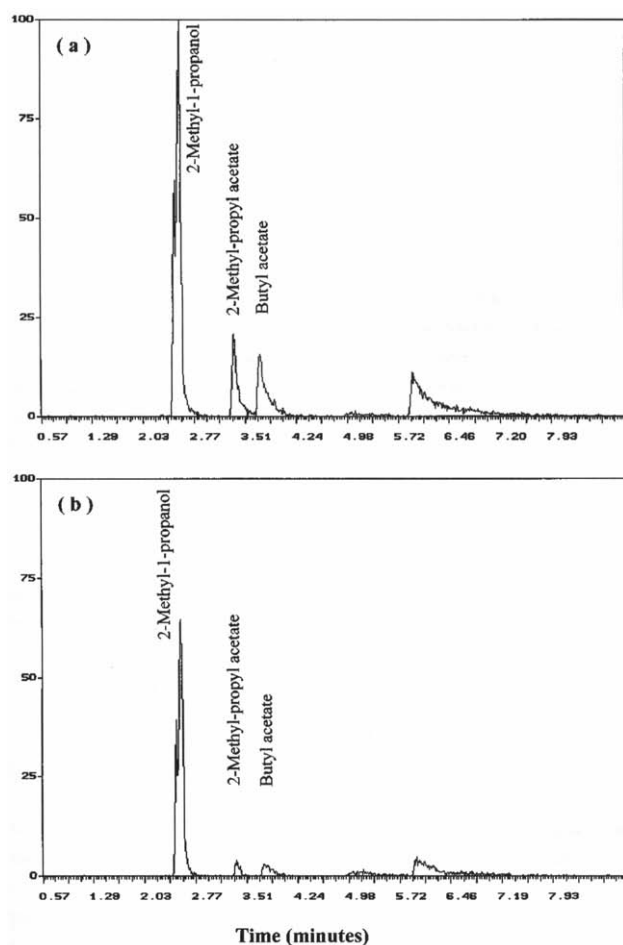 100
( a )
2-Methyl-1-propanol
75
2-Methyl-propyl acetate
Butyl acetate
50
25
0
0.57 1.29 2.03 2.77 3.51 4.24 4.98 5.72 6.46 7.20 7.93
100
( b )
2-Methyl-1-propanol
75
2-Methyl-propyl acetate
Butyl acetate
50
25
0
0.57 1.29 2.03 2.77 3.51 4.24 4.98 5.72 6.46 7.19 7.93
Time (minutes)